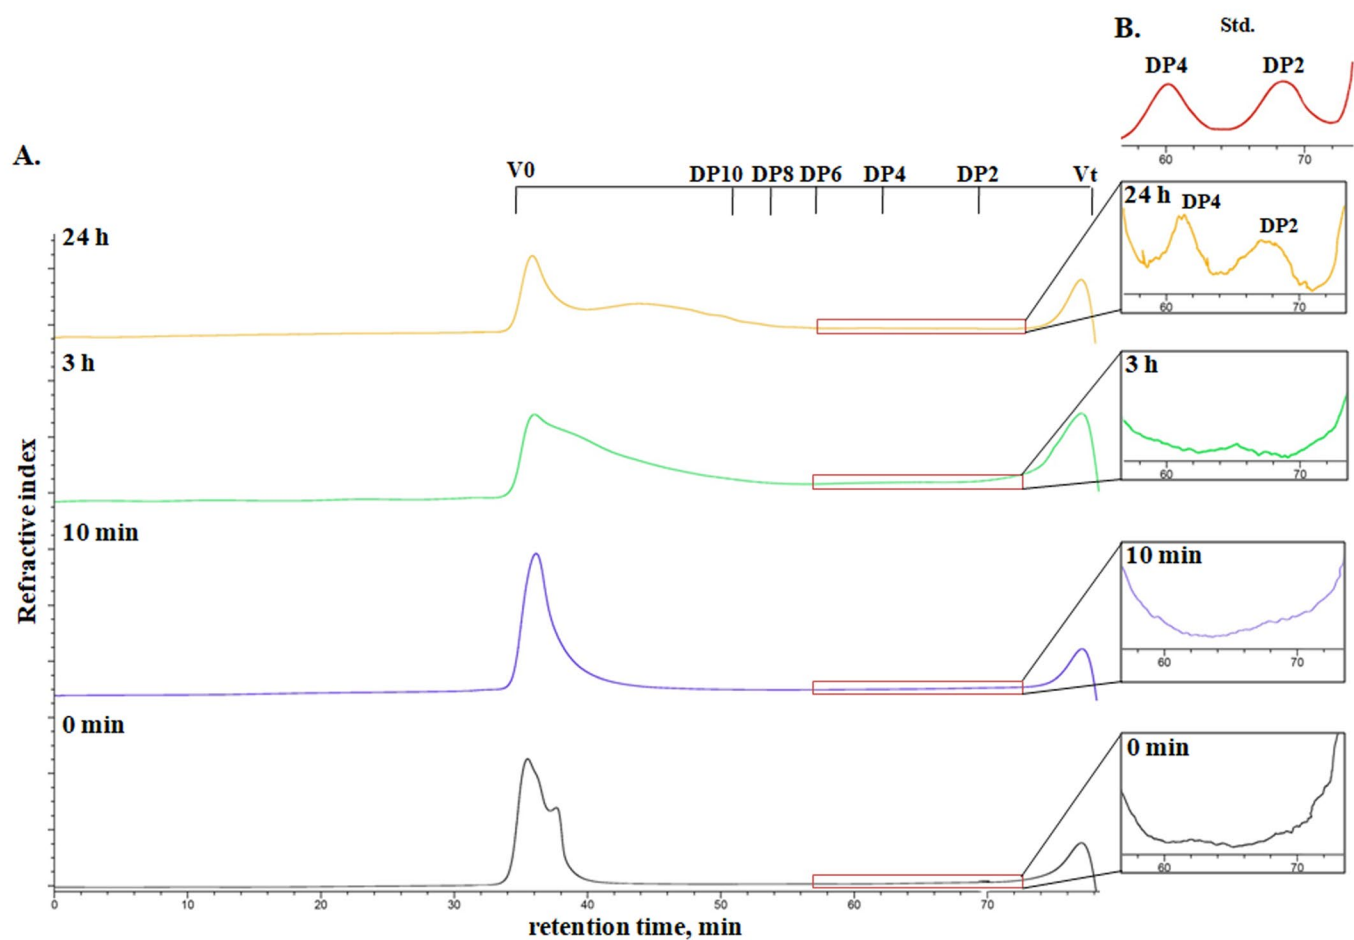 B.
Std.
DP4 DP2
60 70
A.
V0 DP10 DP8 DP6 DP4 DP2 Vt
24 h
24 h
DP4
DP2
60 70
3 h
3 h
60 70
10 min
10 min
60 70
0 min
0 min
60 70
Refractive index
0 10 20 30 40 50 60 70
retention time, min